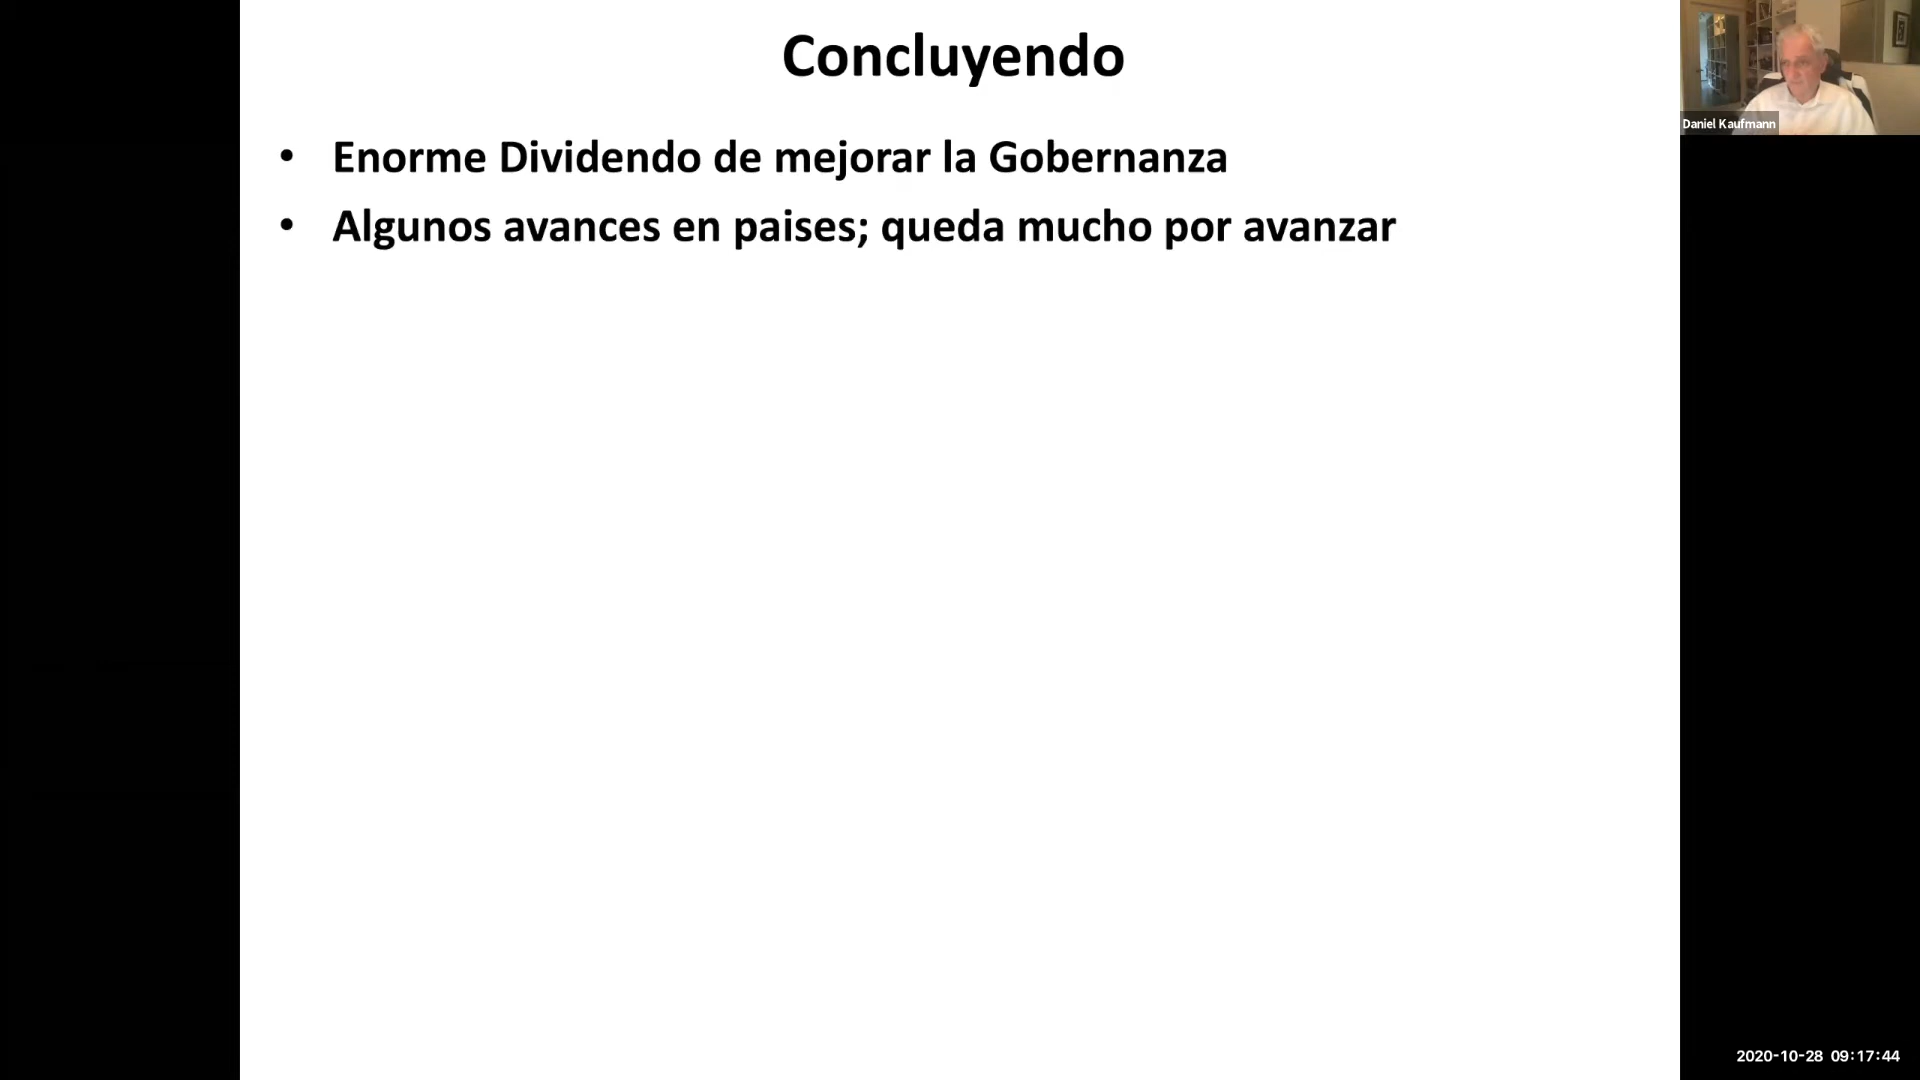 Concluyendo
• Enorme Dividendo de mejorar la Gobernanza
• Algunos avances en paises; queda mucho por avanzar
Daniel Kaufmann
2020-10-28 09:17:44